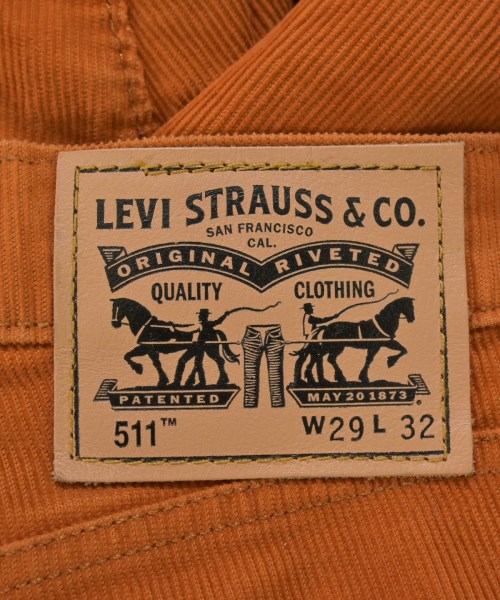 LEVI STRAUSS & CO.
SAN FRANCISCO
CAL.
ORIGINAL RIVETED
QUALITY CLOTHING
PATENTED MAY 20 1873
511™ W 29 L 32